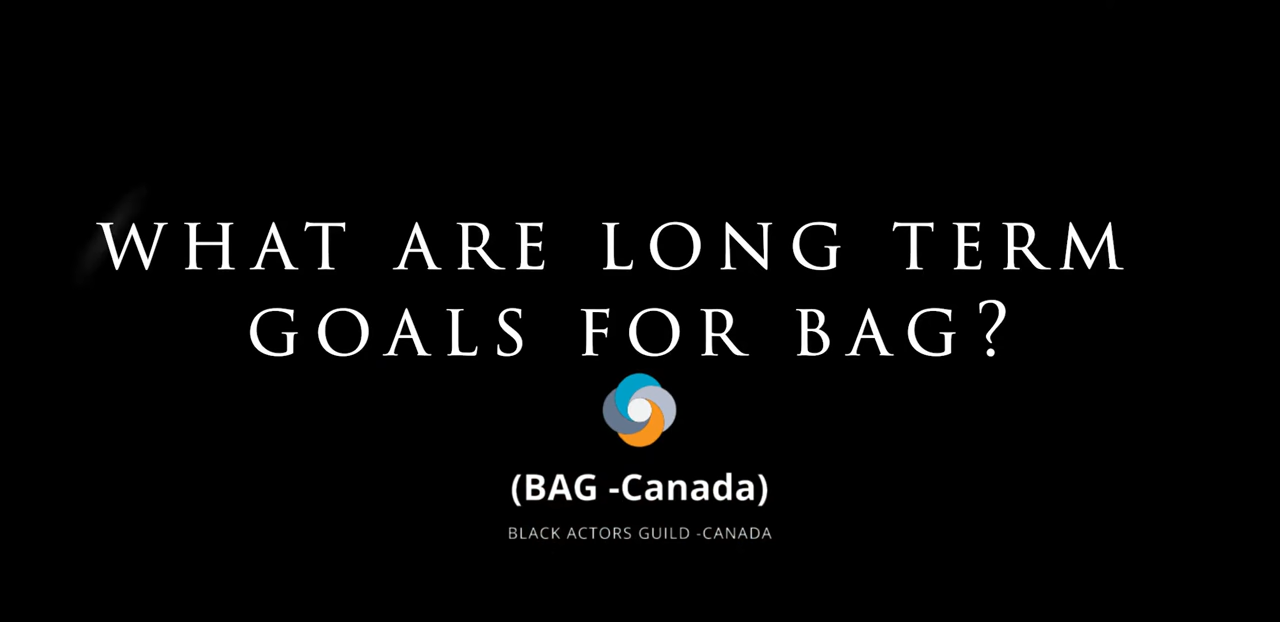 WHAT ARE LONG TERM
GOALS FOR BAG?
(BAG -Canada)
BLACK ACTORS GUILD -CANADA